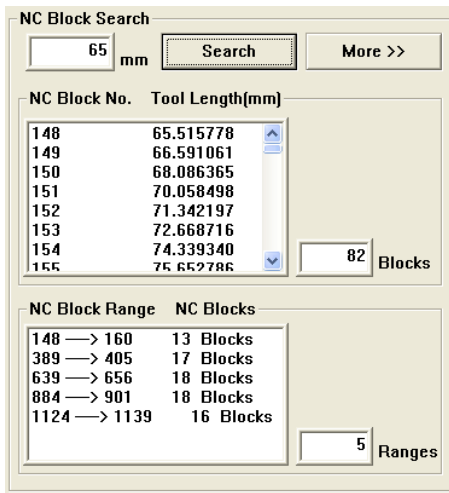 NC Block Search
65 mm Search More >>
NC Block No. Tool Length(mm)
148 65.515778
149 66.591061
150 68.086365
151 70.058498
152 71.342197
153 72.668716
154 74.339340
155 75.652786
82 Blocks
NC Block Range NC Blocks
148 ---> 160 13 Blocks
389 ---> 405 17 Blocks
639 ---> 656 18 Blocks
884 ---> 901 18 Blocks
1124 ---> 1139 16 Blocks
5 Ranges